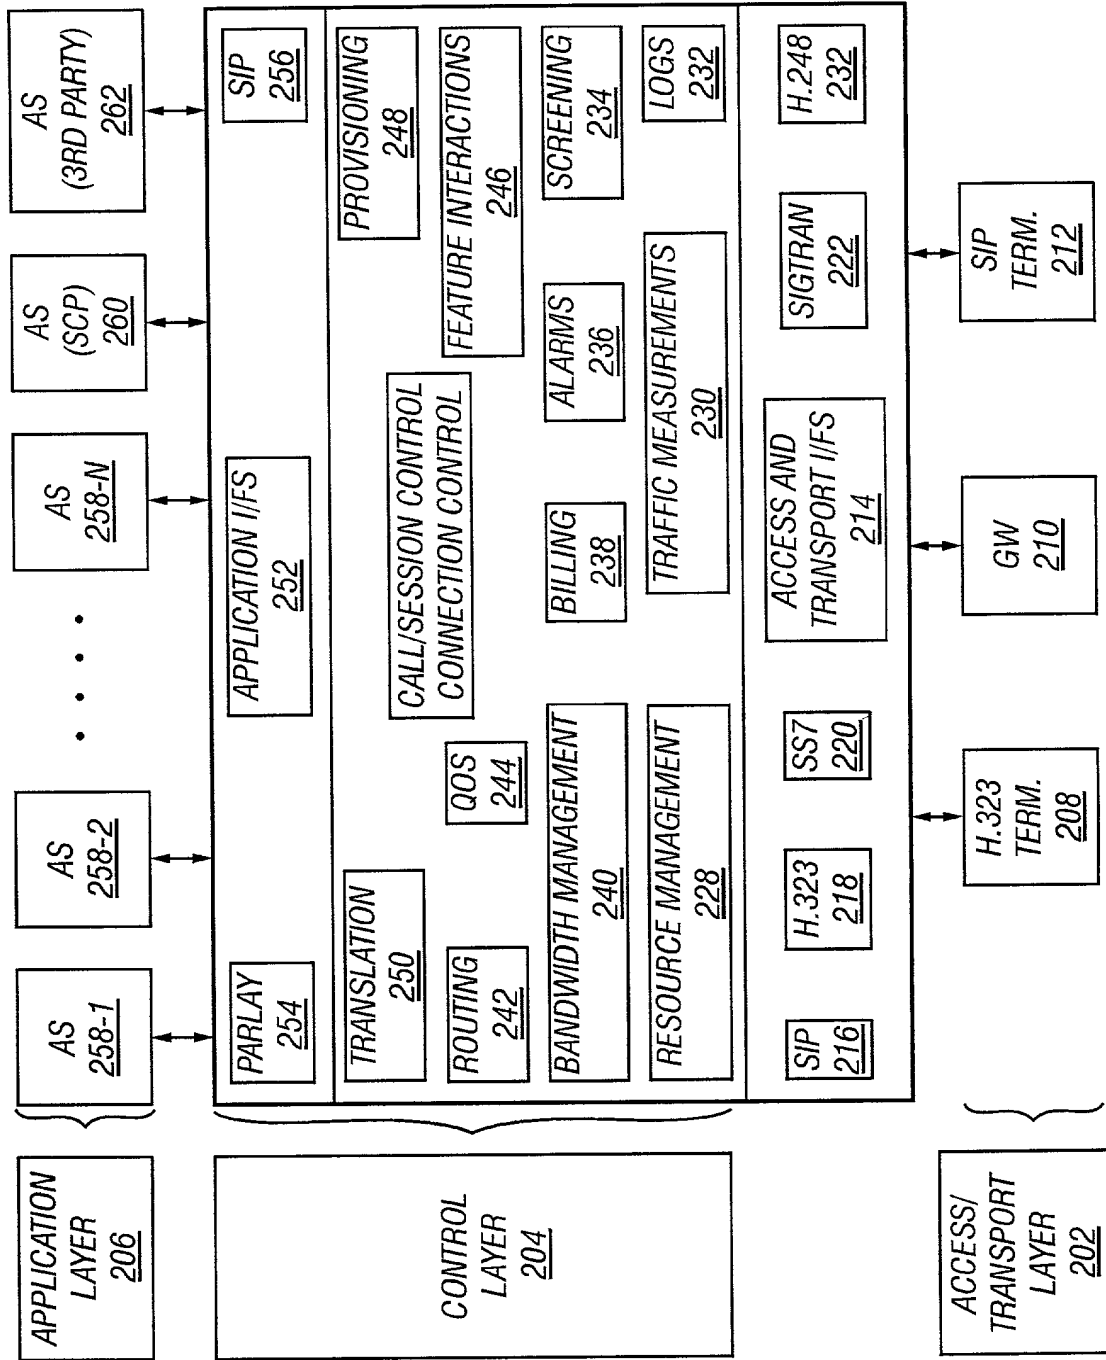 APPLICATION
LAYER
206
AS
258-1
AS
258-2
AS
258-N
AS
(SCP)
260
AS
(3RD PARTY)
262
CONTROL
LAYER
204
PARLAY
254
APPLICATION I/FS
252
SIP
256
TRANSLATION
250
CALL/SESSION CONTROL
CONNECTION CONTROL
PROVISIONING
248
ROUTING
242
QOS
244
FEATURE INTERACTIONS
246
BANDWIDTH MANAGEMENT
240
BILLING
238
ALARMS
236
SCREENING
234
RESOURCE MANAGEMENT
228
TRAFFIC MEASUREMENTS
230
LOGS
232
SIP
216
H.323
218
SS7
220
ACCESS AND
TRANSPORT I/FS
214
SIGTRAN
222
H.248
232
ACCESS/
TRANSPORT
LAYER
202
H.323
TERM.
208
GW
210
SIP
TERM.
212